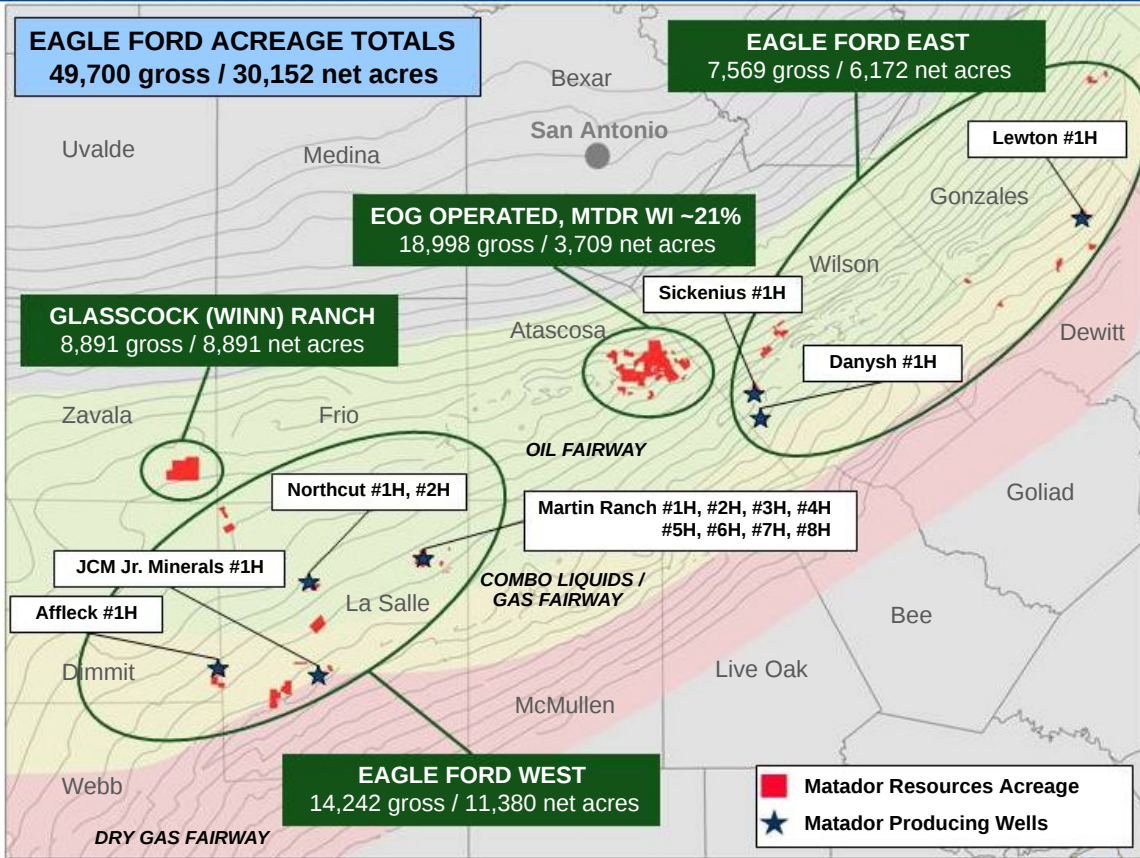 EAGLE FORD ACREAGE TOTALS
49,700 gross / 30,152 net acres
EAGLE FORD EAST
7,569 gross / 6,172 net acres
Bexar
San Antonio
Uvalde
Medina
Lewton #1H
Gonzales
EOG OPERATED, MTDR WI ~21%
18,998 gross / 3,709 net acres
Wilson
Sickenius #1H
GLASSCOCK (WINN) RANCH
8,891 gross / 8,891 net acres
Atascosa
Dewitt
Danysh #1H
Zavala
Frio
OIL FAIRWAY
Northcut #1H, #2H
Goliad
Martin Ranch #1H, #2H, #3H, #4H
#5H, #6H, #7H, #8H
JCM Jr. Minerals #1H
COMBO LIQUIDS /
GAS FAIRWAY
La Salle
Affleck #1H
Bee
Dimmit
Live Oak
McMullen
EAGLE FORD WEST
14,242 gross / 11,380 net acres
Webb
DRY GAS FAIRWAY
Matador Resources Acreage
Matador Producing Wells